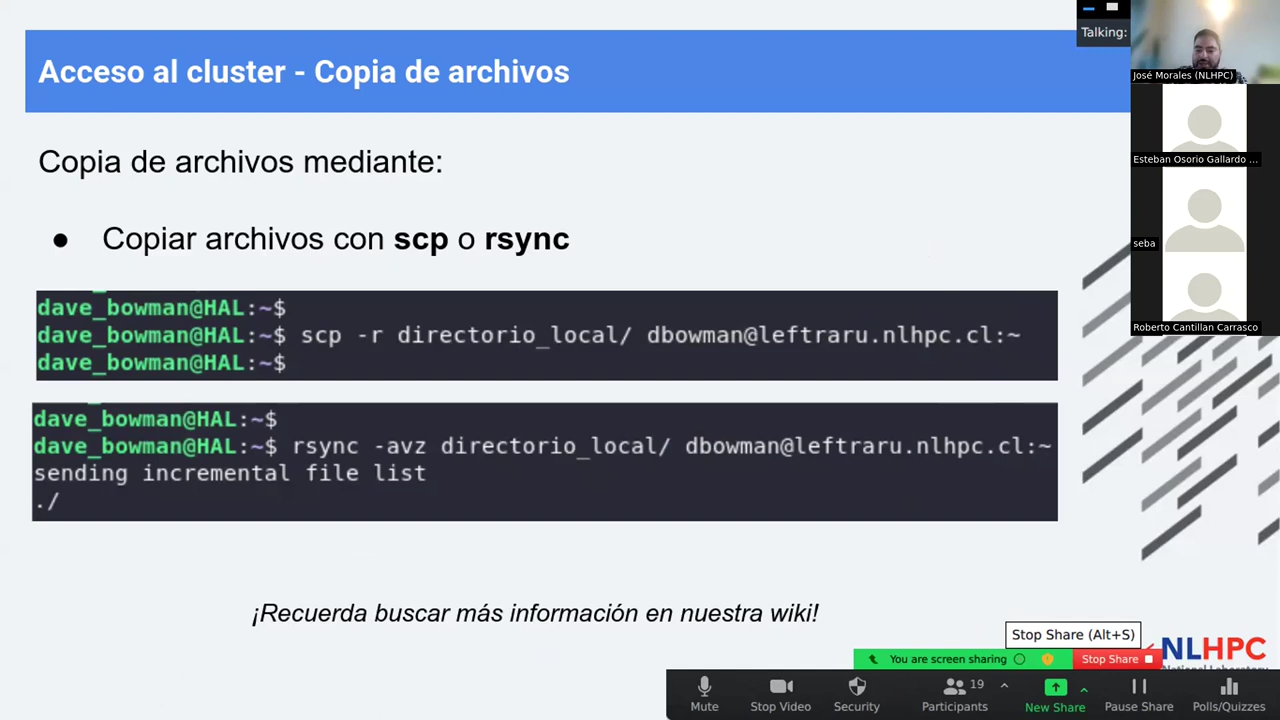 Acceso al cluster - Copia de archivos
Talking:
José Morales (NLHPC)
Copia de archivos mediante:
Esteban Osorio Gallardo ...
● Copiar archivos con scp o rsync
seba
dave_bowman@HAL:~$
dave_bowman@HAL:~$ scp -r directorio_local/ dbowman@leftraru.nlhpc.cl:~
dave_bowman@HAL:~$
Roberto Cantillan Carrasco
dave_bowman@HAL:~$
dave_bowman@HAL:~$ rsync -avz directorio_local/ dbowman@leftraru.nlhpc.cl:~
sending incremental file list
./
¡Recuerda buscar más información en nuestra wiki!
Stop Share (Alt+S)
NLHPC
National Laboratory
You are screen sharing
Stop Share
Mute
Stop Video
Security
Participants
19
New Share
Pause Share
Polls/Quizzes